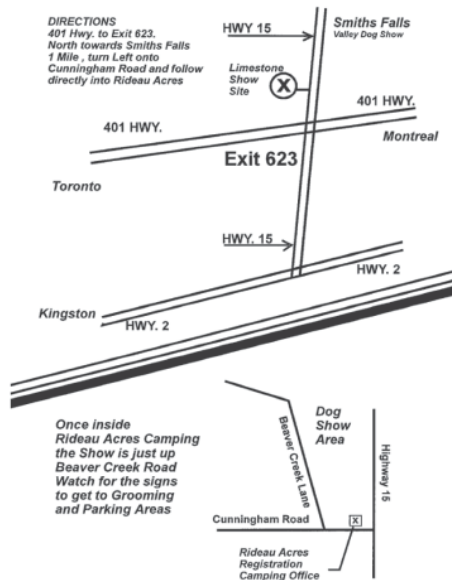 DIRECTIONS
401 Hwy. to Exit 623.
North towards Smiths Falls
1 Mile , turn Left onto
Cunningham Road and follow
directly into Rideau Acres
HWY 15
Smiths Falls
Valley Dog Show
Limestone
Show
Site
X
401 HWY.
401 HWY.
Montreal
Exit 623
Toronto
HWY. 15
HWY. 2
Kingston
HWY. 2
Once inside
Rideau Acres Camping
the Show is just up
Beaver Creek Road
Watch for the signs
to get to Grooming
and Parking Areas
Dog
Show
Area
Beaver Creek Lane
Highway 15
Cunningham Road
X
Rideau Acres
Registration
Camping Office